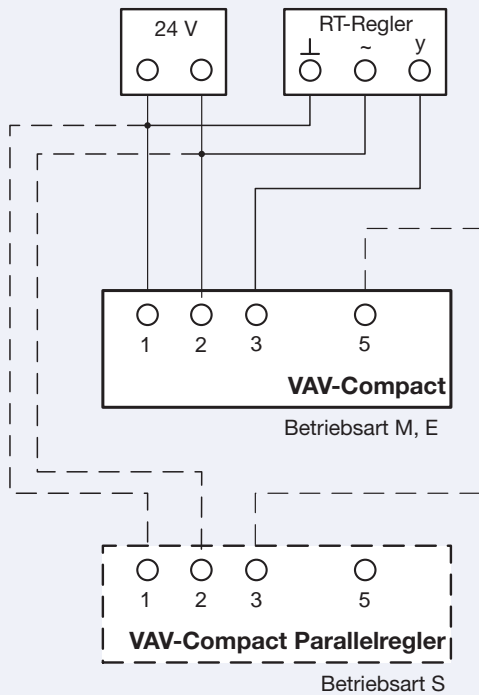 24 V
RT-Regler
⊥ ~ y
1 2 3 5
VAV-Compact
Betriebsart M, E
1 2 3 5
VAV-Compact Parallelregler
Betriebsart S